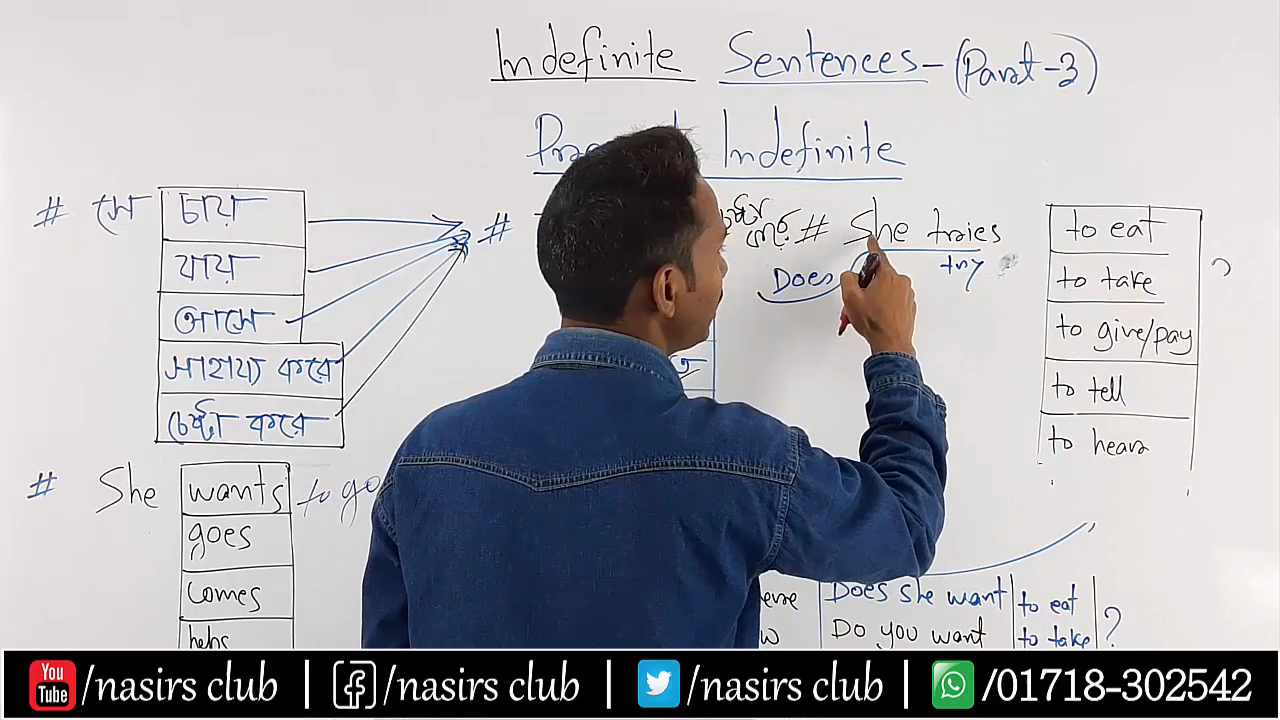 Indefinite Sentences - (Part-3)
Indefinite
# সে
চায়
যায়
আসে
সাহায্য করে
চেষ্টা করে
#
# She tries
Does
try
to eat
to take
to give/pay
to tell
to hear
?
# She
wants
to go
goes
comes
Does she want
to eat
Do you want
to take
?
You Tube /nasirs club | f /nasirs club | /nasirs club | /01718-302542